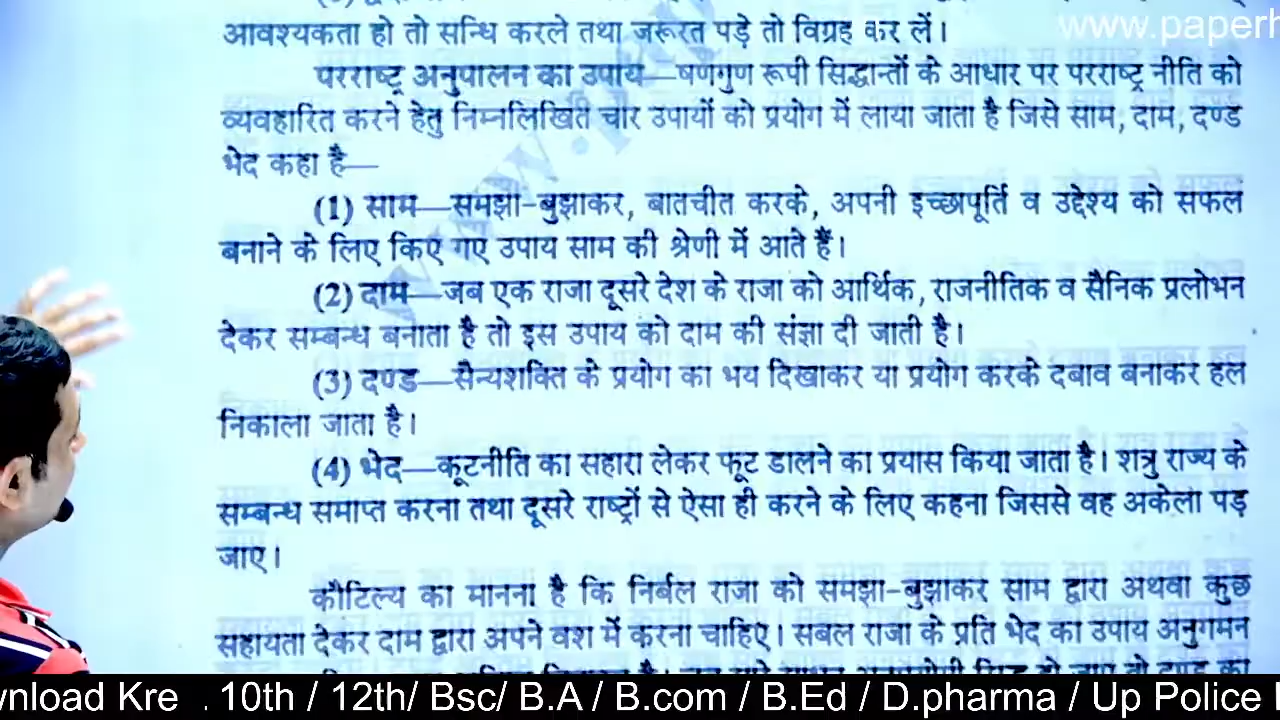 आवश्यकता हो तो सन्धि करले तथा जरूरत पड़े तो विग्रह कर लें।
www.paperh
परराष्ट्र अनुपालन का उपाय—षणगुण रूपी सिद्धान्तों के आधार पर परराष्ट्र नीति को
व्यवहारित करने हेतु निम्नलिखित चार उपायों को प्रयोग में लाया जाता है जिसे साम, दाम, दण्ड
भेद कहा है—
(1) साम—समझा-बुझाकर, बातचीत करके, अपनी इच्छापूर्ति व उद्देश्य को सफल
बनाने के लिए किए गए उपाय साम की श्रेणी में आते हैं।
(2) दाम—जब एक राजा दूसरे देश के राजा को आर्थिक, राजनीतिक व सैनिक प्रलोभन
देकर सम्बन्ध बनाता है तो इस उपाय को दाम की संज्ञा दी जाती है।
(3) दण्ड—सैन्यशक्ति के प्रयोग का भय दिखाकर या प्रयोग करके दबाव बनाकर हल
निकाला जाता है।
(4) भेद—कूटनीति का सहारा लेकर फूट डालने का प्रयास किया जाता है। शत्रु राज्य के
सम्बन्ध समाप्त करना तथा दूसरे राष्ट्रों से ऐसा ही करने के लिए कहना जिससे वह अकेला पड़
जाए।
कौटिल्य का मानना है कि निर्बल राजा को समझा-बुझाकर साम द्वारा अथवा कुछ
सहायता देकर दाम द्वारा अपने वश में करना चाहिए। सबल राजा के प्रति भेद का उपाय अनुगमन
wnload Kre . 10th / 12th/ Bsc/ B.A / B.com / B.Ed / D.pharma / Up Police